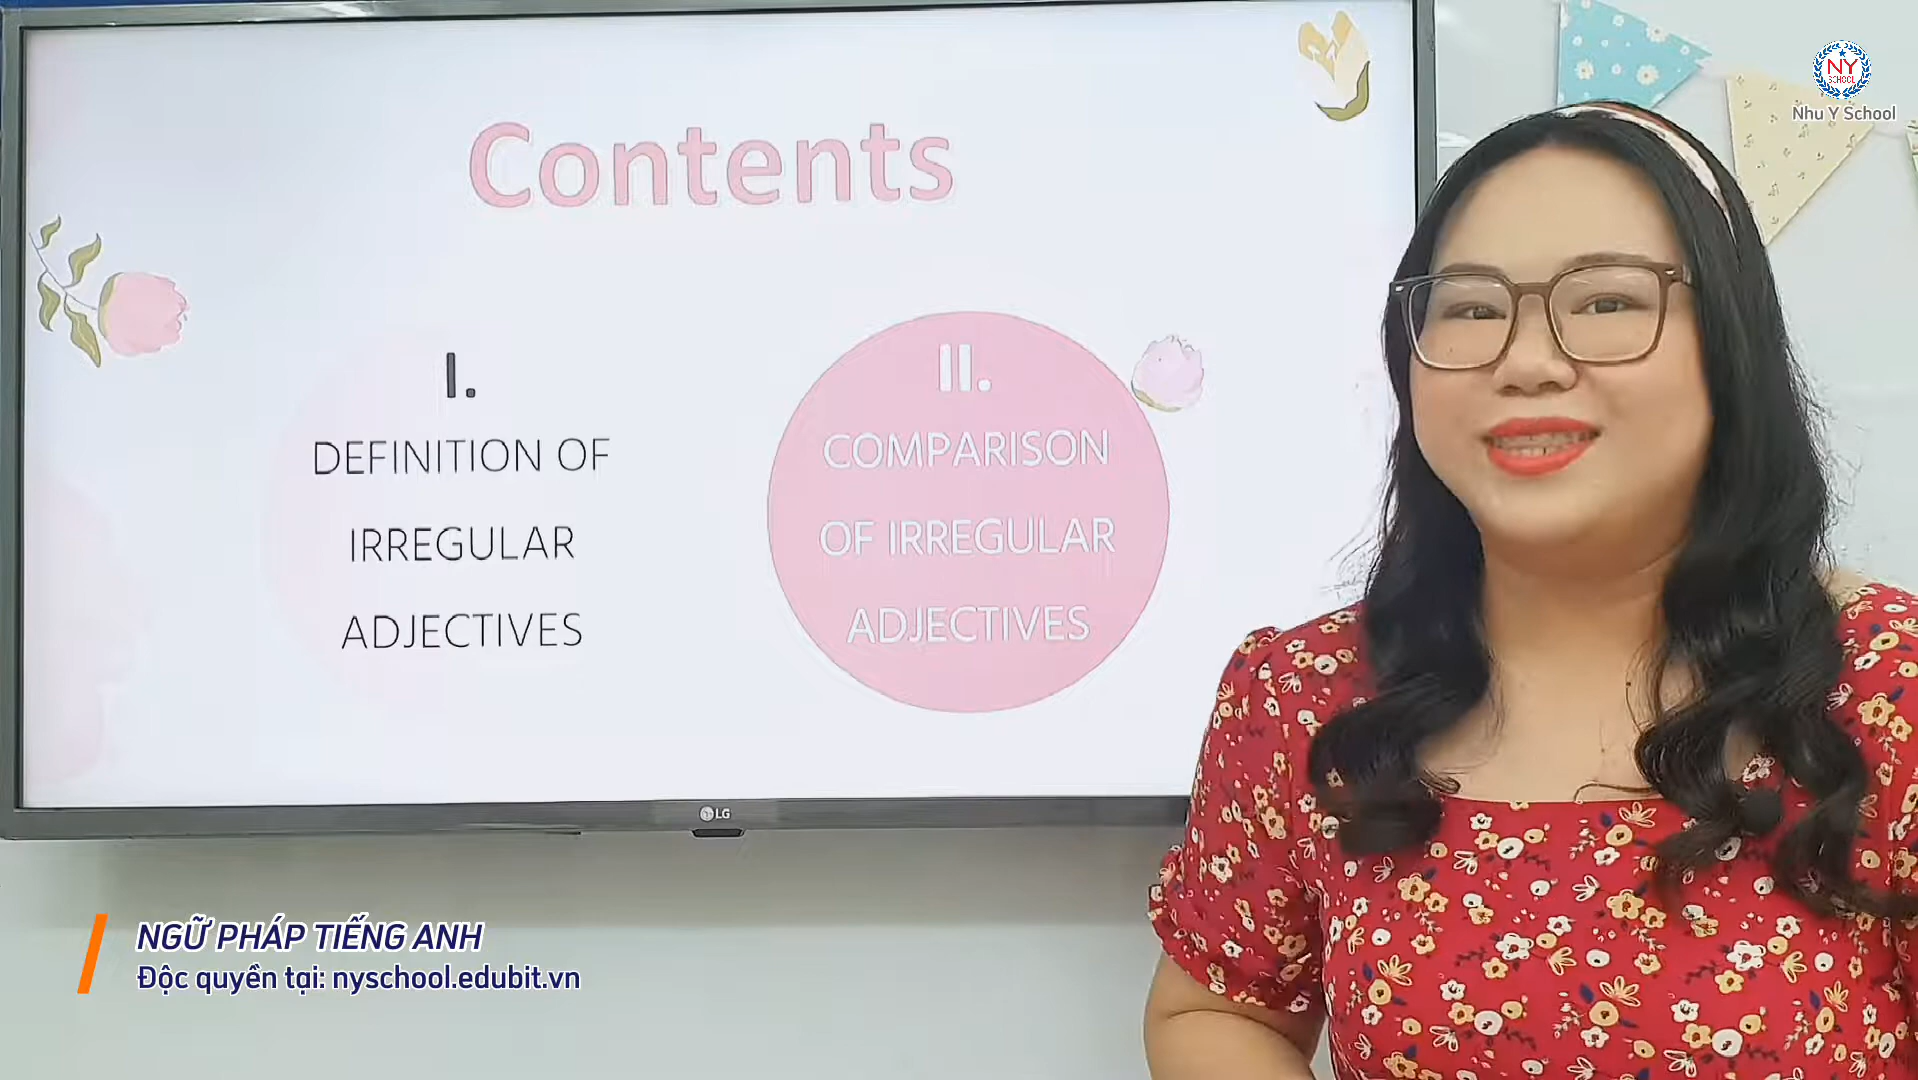 Contents
I.
DEFINITION OF
IRREGULAR
ADJECTIVES
II.
COMPARISON
OF IRREGULAR
ADJECTIVES
NY
SCHOOL
Nhu Y School
LG
NGỮ PHÁP TIẾNG ANH
Độc quyền tại: nyschool.edubit.vn